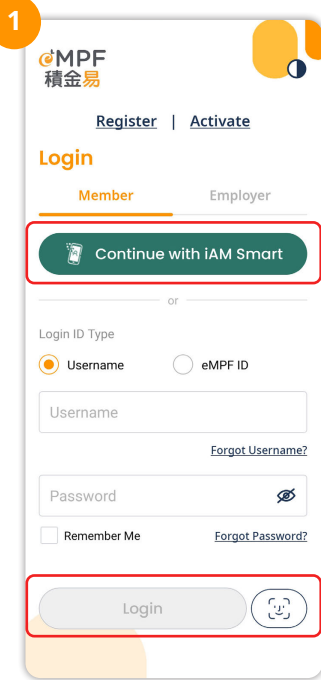 1
eMPF
積金易
Register | Activate
Login
Member Employer
Continue with iAM Smart
or
Login ID Type
Username eMPF ID
Username
Forgot Username?
Password
Remember Me Forgot Password?
Login